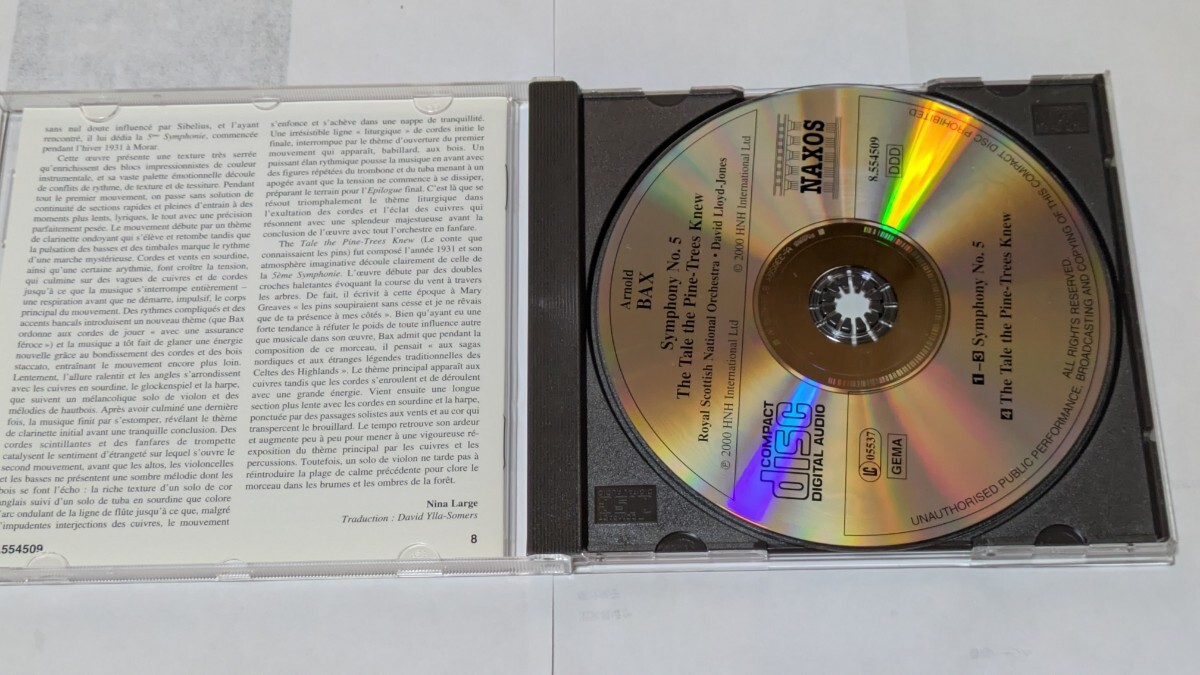 sans nul doute influencé par Sibelius, et l'ayant
rencontré, il lui dédia la 5ème Symphonie, commencée
pendant l'hiver 1931 à Morar.
Cette œuvre présente une texture très serrée
qu'enrichissent des blocs impressionnistes de couleur
instrumentale, et sa vaste palette émotionnelle découle
de conflits de rythme, de texture et de tessiture. Pendant
tout le premier mouvement, on passe sans solution de
continuité de sections rapides et pleines d'entrain à des
moments plus lents, lyriques, le tout avec une précision
parfaitement pesée. Le mouvement débute par un thème
de clarinette ondoyant qui s'élève et retombe tandis que
la pulsation des basses et des timbales marque le rythme
d'une marche mystérieuse. Cordes et vents en sourdine,
ainsi qu'une certaine arythmie, font croître la tension,
qui culmine sur des vagues de cuivres et de cordes
jusqu'à ce que la musique s'interrompe entièrement –
une respiration avant que ne démarre, impulsif, le corps
principal du mouvement. Des rythmes compliqués et des
accents bancals introduisent un nouveau thème (que Bax
ordonne aux cordes de jouer « avec une assurance
féroce ») et la musique a tôt fait de glaner une énergie
nouvelle grâce au bondissement des cordes et des bois
staccato, entraînant le mouvement encore plus loin.
Lentement, l'allure ralentit et les angles s'arrondissent
avec les cuivres en sourdine, le glockenspiel et la harpe,
que suivent un mélancolique solo de violon et des
mélodies de hautbois. Après avoir culminé une dernière
fois, la musique finit par s'estomper, révélant le thème
de clarinette initial avant une tranquille conclusion. Des
cordes scintillantes et des fanfares de trompette
catalysent le sentiment d'étrangeté sur lequel s'ouvre le
second mouvement, avant que les altos, les violoncelles
et les basses ne présentent une sombre mélodie dont les
bois se font l'écho : la riche texture d'un solo de cor
anglais suivi d'un solo de tuba en sourdine que colore
l'arc ondulant de la ligne de flûte jusqu'à ce que, malgré
d'impudentes interjections des cuivres, le mouvement
.554509
s'enfonce et s'achève dans une nappe de tranquillité.
Une irrésistible ligne « liturgique » de cordes initie le
finale, interrompue par le thème d'ouverture du premier
mouvement qui apparaît, babillard, aux bois. Un
puissant élan rythmique pousse la musique en avant avec
des figures répétées du trombone et du tuba menant à un
apogée avant que la tension ne commence à se dissiper,
préparant le terrain pour l'Epilogue final. C'est là que se
résout triomphalement le thème liturgique dans
l'exultation des cordes et l'éclat des cuivres qui
résonnent avec une splendeur majestueuse avant la
conclusion de l'œuvre avec tout l'orchestre en fanfare.
The Tale the Pine-Trees Knew (Le conte que
connaissaient les pins) fut composé l'année 1931 et son
atmosphère imaginative découle clairement de celle de
la 5ème Symphonie. L'œuvre débute par des doubles
croches haletantes évoquant la course du vent à travers
les arbres. De fait, il écrivit à cette époque à Mary
Greaves « les pins soupiraient sans cesse et je ne rêvais
que de ta présence à mes côtés ». Bien qu'ayant eu une
forte tendance à réfuter le poids de toute influence autre
que musicale dans son œuvre, Bax admit que pendant la
composition de ce morceau, il pensait « aux sagas
nordiques et aux étranges légendes traditionnelles des
Celtes des Highlands ». Le thème principal apparaît aux
cuivres tandis que les cordes s'enroulent et de déroulent
avec une grande énergie. Vient ensuite une longue
section plus lente avec les cordes en sourdine et la harpe,
ponctuée par des passages solistes aux vents et au cor qui
transpercent le brouillard. Le tempo retrouve son ardeur
et augmente peu à peu pour mener à une vigoureuse ré-
exposition du thème principal par les cuivres et les
percussions. Toutefois, un solo de violon ne tarde pas à
réintroduire la plage de calme précédente pour clore le
morceau dans les brumes et les ombres de la forêt.
Nina Large
Traduction : David Ylla-Somers
8
NAXOS
8.554509
DDD
Arnold
BAX
Symphony No. 5
The Tale the Pine-Trees Knew
Royal Scottish National Orchestra • David Lloyd-Jones
℗ 2000 HNH International Ltd
© 2000 HNH International Ltd
COMPACT
disc
DIGITAL AUDIO
LC 05537
GEMA
1–3 Symphony No. 5
4 The Tale the Pine-Trees Knew
ALL RIGHTS RESERVED.
UNAUTHORISED PUBLIC PERFORMANCE, BROADCASTING AND COPYING OF THIS COMPACT DISC PROHIBITED